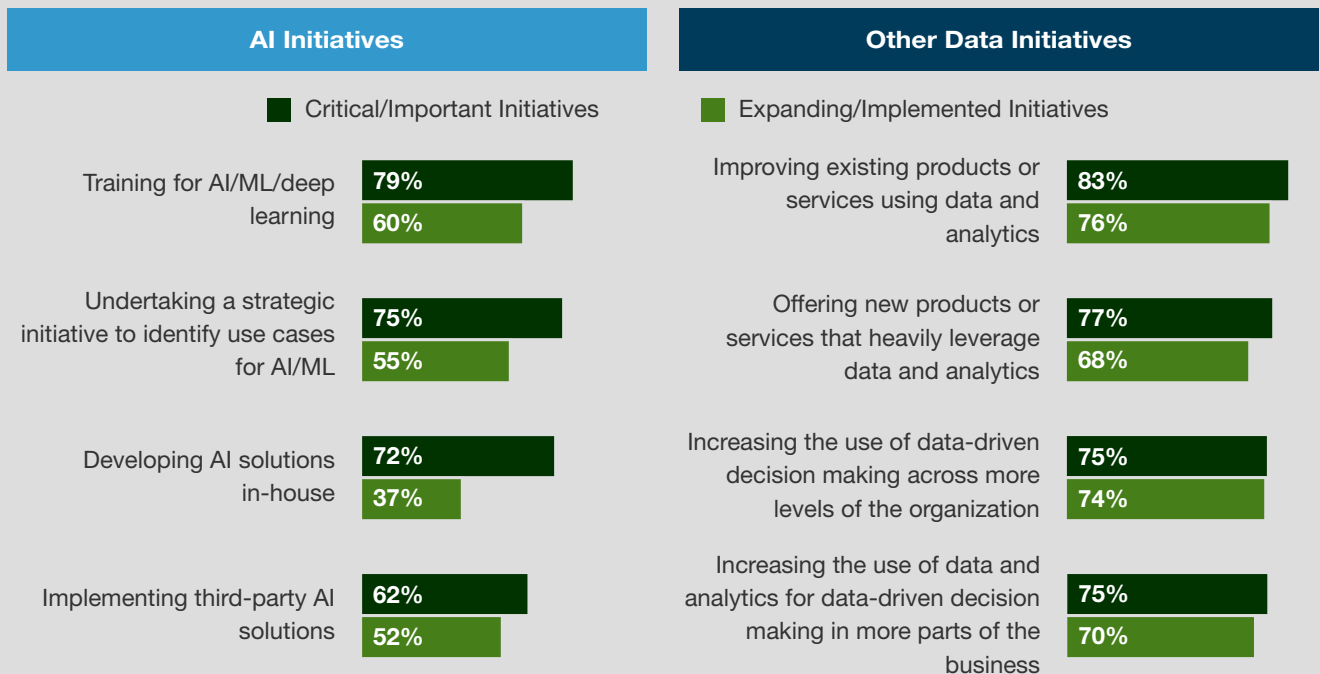 AI Initiatives
Other Data Initiatives
Critical/Important Initiatives
Expanding/Implemented Initiatives
Training for AI/ML/deep
learning
79%
60%
Undertaking a strategic
initiative to identify use cases
for AI/ML
75%
55%
Developing AI solutions
in-house
72%
37%
Implementing third-party AI
solutions
62%
52%
Improving existing products or
services using data and
analytics
83%
76%
Offering new products or
services that heavily leverage
data and analytics
77%
68%
Increasing the use of data-driven
decision making across more
levels of the organization
75%
74%
Increasing the use of data and
analytics for data-driven decision
making in more parts of the
business
75%
70%